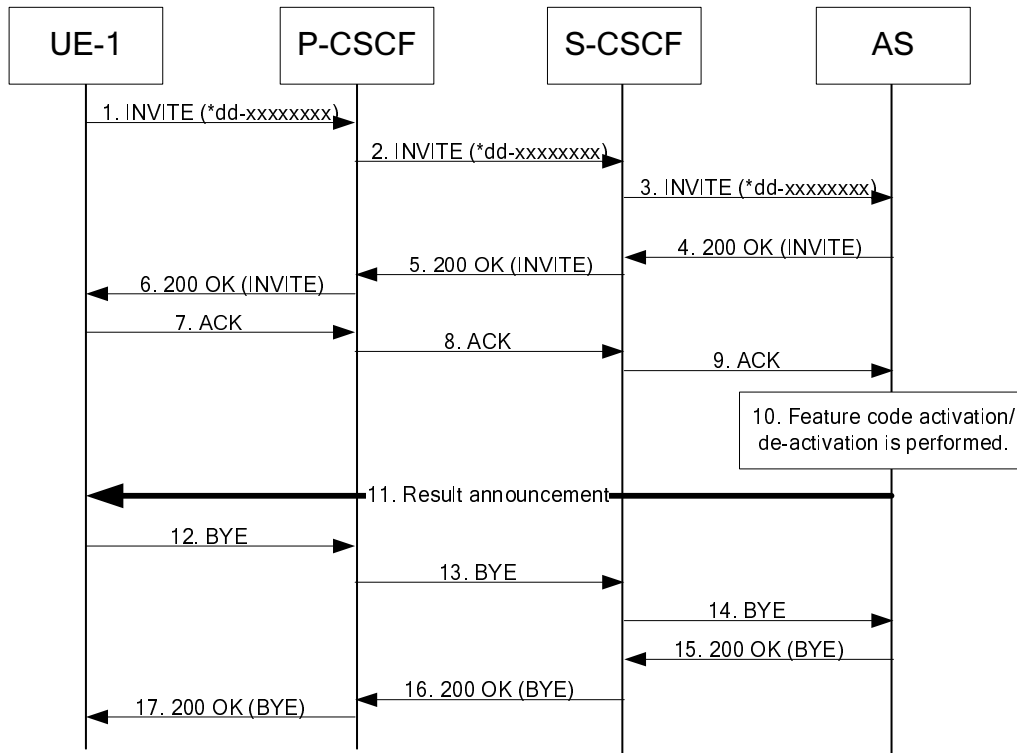 UE-1
P-CSCF
S-CSCF
AS
1. INVITE (*dd-xxxxxxxx)
2. INVITE (*dd-xxxxxxxx)
3. INVITE (*dd-xxxxxxxx)
4. 200 OK (INVITE)
5. 200 OK (INVITE)
6. 200 OK (INVITE)
7. ACK
8. ACK
9. ACK
10. Feature code activation/
de-activation is performed.
11. Result announcement
12. BYE
13. BYE
14. BYE
15. 200 OK (BYE)
16. 200 OK (BYE)
17. 200 OK (BYE)